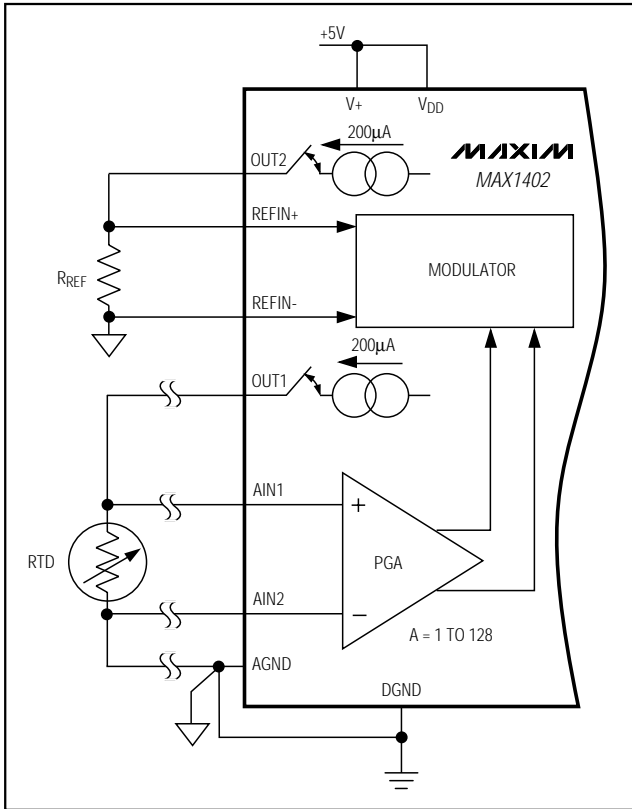 +5V
V+
VDD
200µA
MAXIM
MAX1402
OUT2
REFIN+
RREF
MODULATOR
REFIN-
200µA
OUT1
AIN1
+
RTD
PGA
AIN2
−
A = 1 TO 128
AGND
DGND